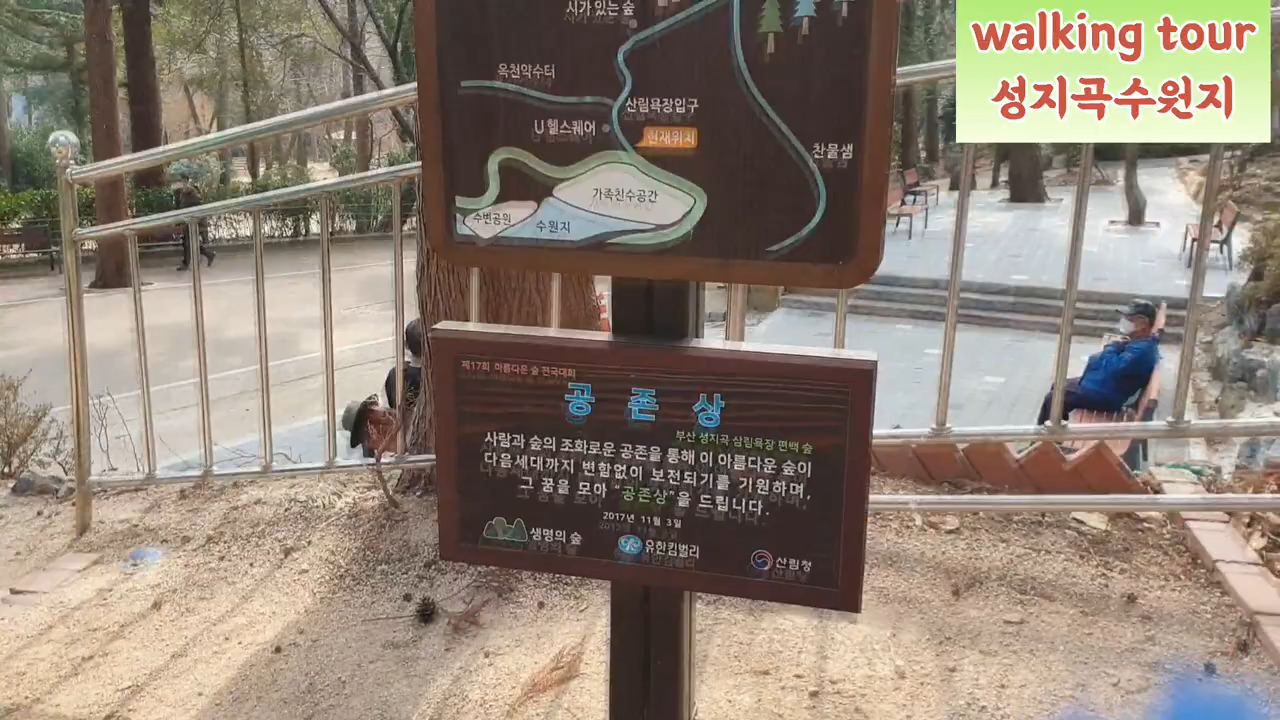 walking tour
성지곡수원지
시가 있는 숲
옥천약수터
산림욕장입구
U 헬스퀘어
현재위치
찬물샘
가족친수공간
수변공원
수원지
제17회 아름다운 숲 전국대회
공존상
부산 성지곡 삼림욕장 편백 숲
사람과 숲의 조화로운 공존을 통해 이 아름다운 숲이
다음세대까지 변함없이 보전되기를 기원하며,
그 꿈을 모아 "공존상"을 드립니다.
2017년 11월 3일
생명의 숲
유한킴벌리
산림청